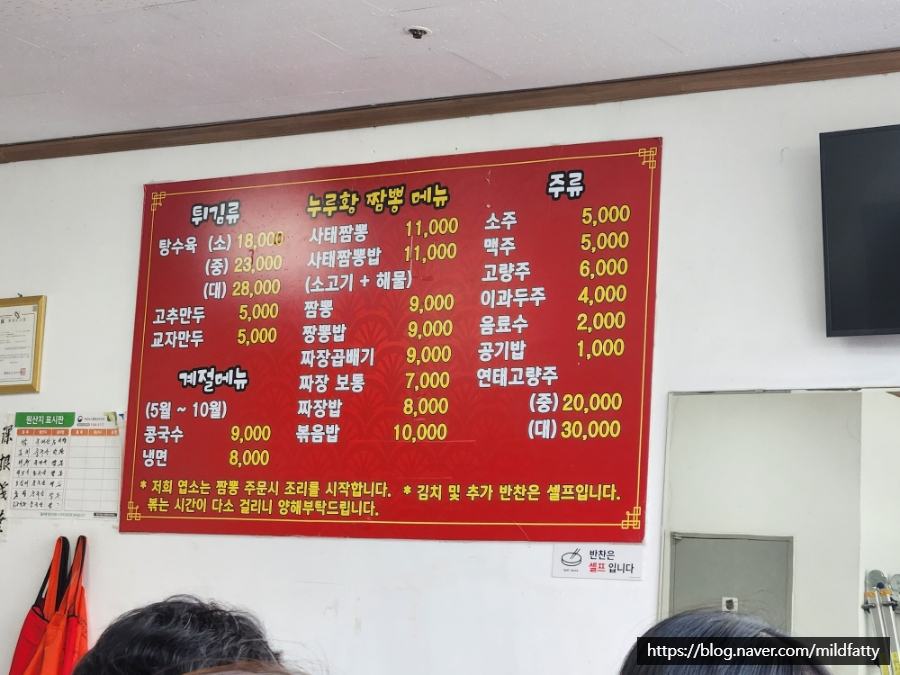 튀김류
탕수육 (소) 18,000
(중) 23,000
(대) 28,000
고추만두 5,000
교자만두 5,000
계절메뉴
(5월 ~ 10월)
콩국수 9,000
냉면 8,000
누루황 짬뽕 메뉴
사태짬뽕 11,000
사태짬뽕밥 11,000
(소고기 + 해물)
짬뽕 9,000
짱뽕밥 9,000
짜장곱배기 9,000
짜장 보통 7,000
짜장밥 8,000
볶음밥 10,000
주류
소주 5,000
맥주 5,000
고량주 6,000
이과두주 4,000
음료수 2,000
공기밥 1,000
연태고량주
(중) 20,000
(대) 30,000
* 저희 업소는 짬뽕 주문시 조리를 시작합니다.
볶는 시간이 다소 걸리니 양해부탁드립니다.
* 김치 및 추가 반찬은 셀프입니다.
원산지 표시판
반찬은
셀프입니다
https://blog.naver.com/mildfatty